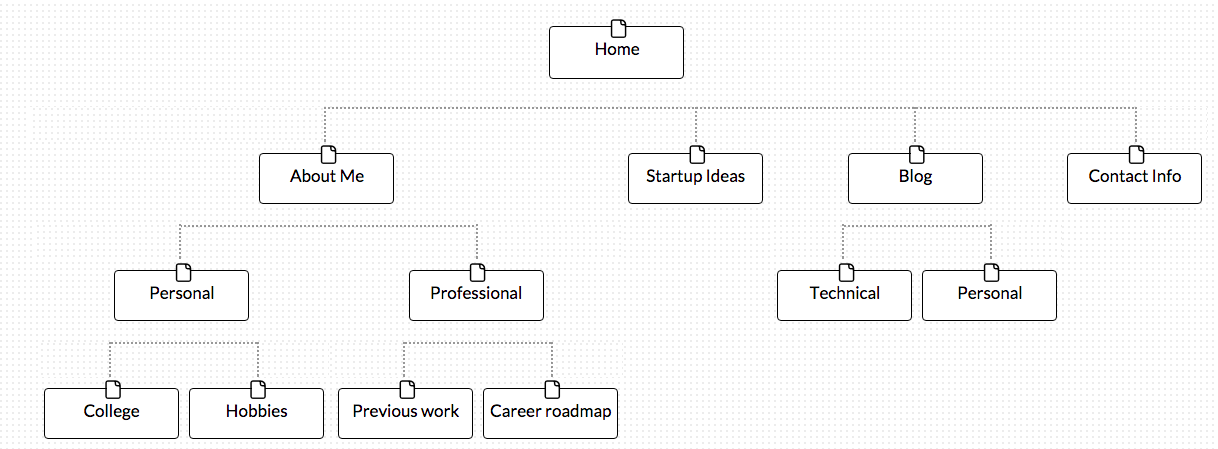 Home
About Me
Startup Ideas
Blog
Contact Info
Personal
Professional
Technical
Personal
College
Hobbies
Previous work
Career roadmap